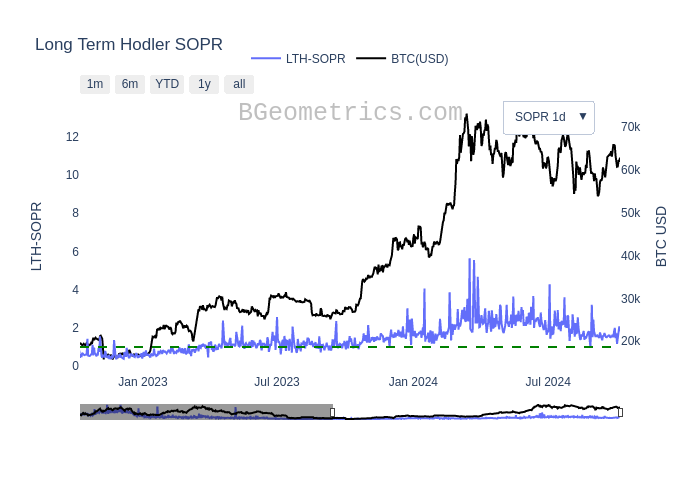 Long Term Hodler SOPR
LTH-SOPR BTC(USD)
1m 6m YTD 1y all
BGeometrics.com
SOPR 1d ▼
LTH-SOPR
12
10
8
6
4
2
0
70k
60k
50k
40k
30k
20k
BTC USD
Jan 2023 Jul 2023 Jan 2024 Jul 2024